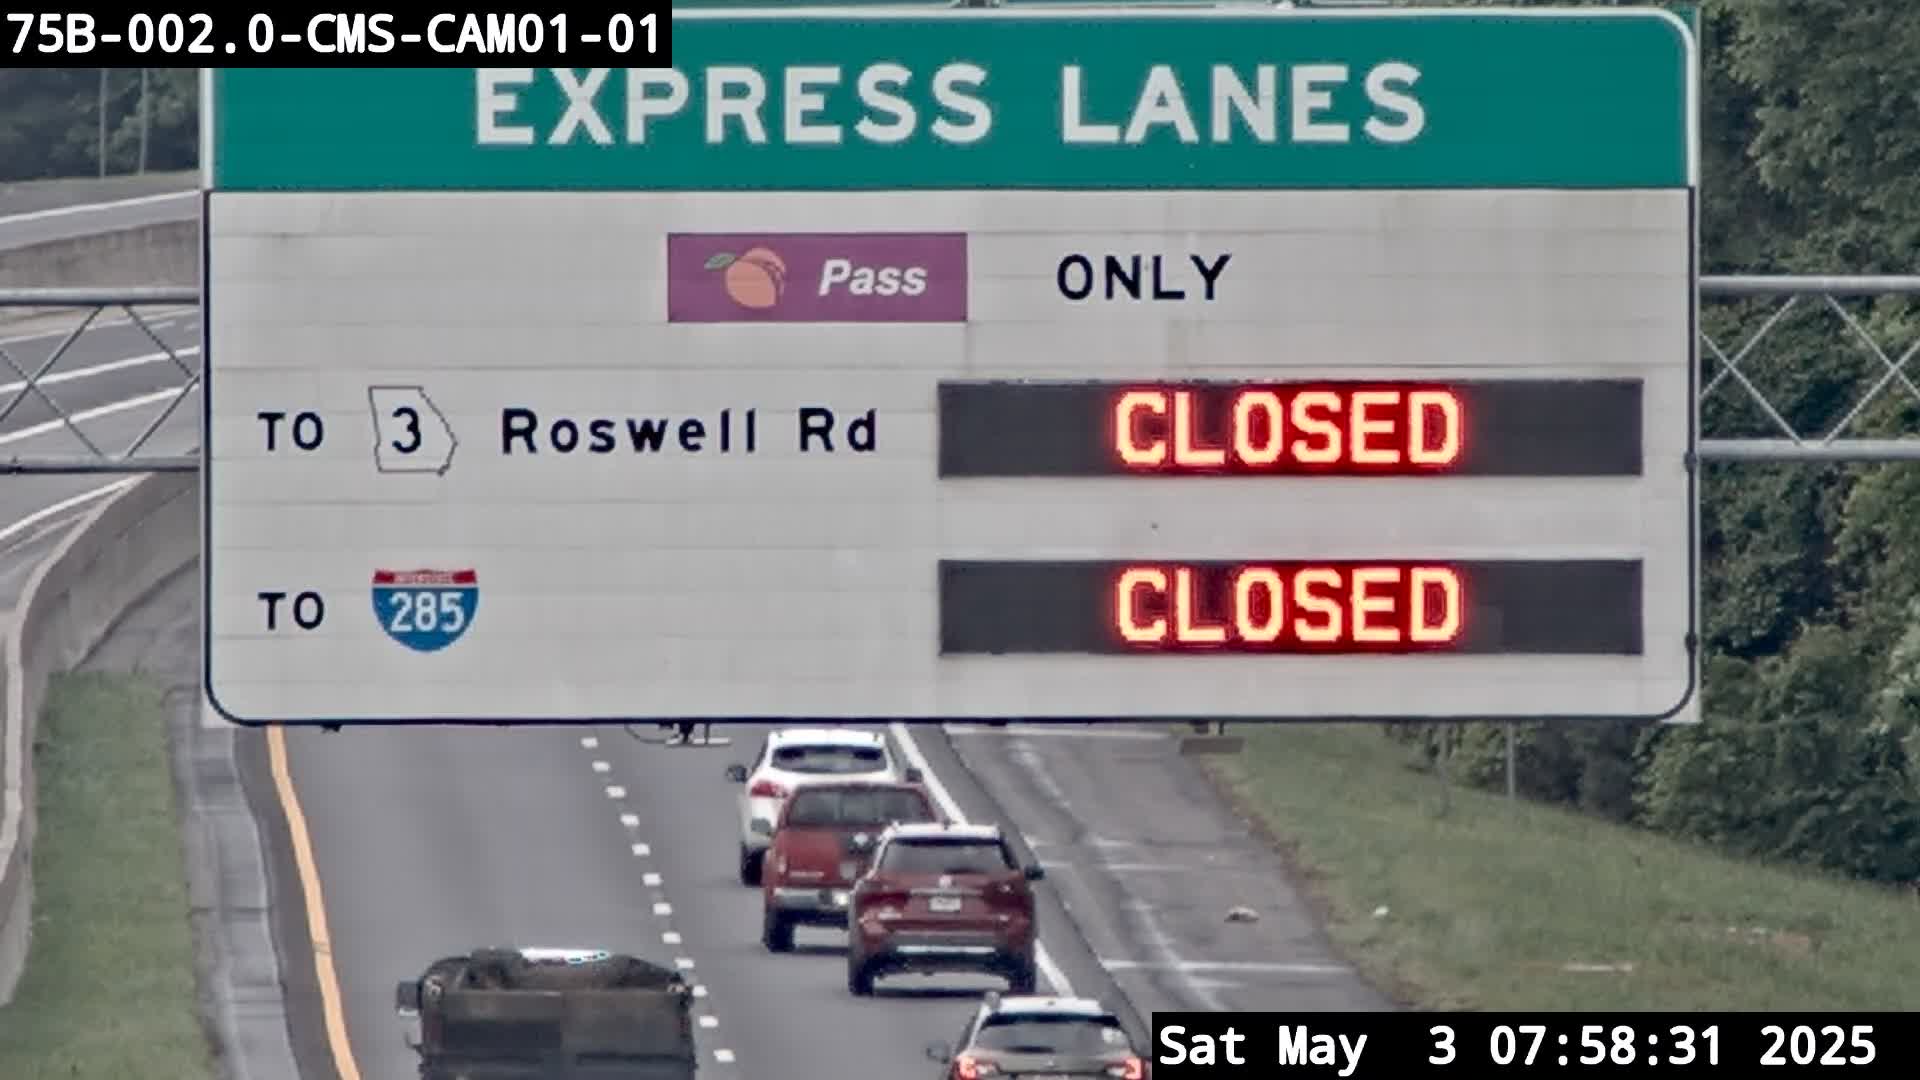 75B-002.0-CMS-CAM01-01
EXPRESS LANES
Pass ONLY
TO 3 Roswell Rd CLOSED
TO 285 CLOSED
Sat May 3 07:58:31 2025